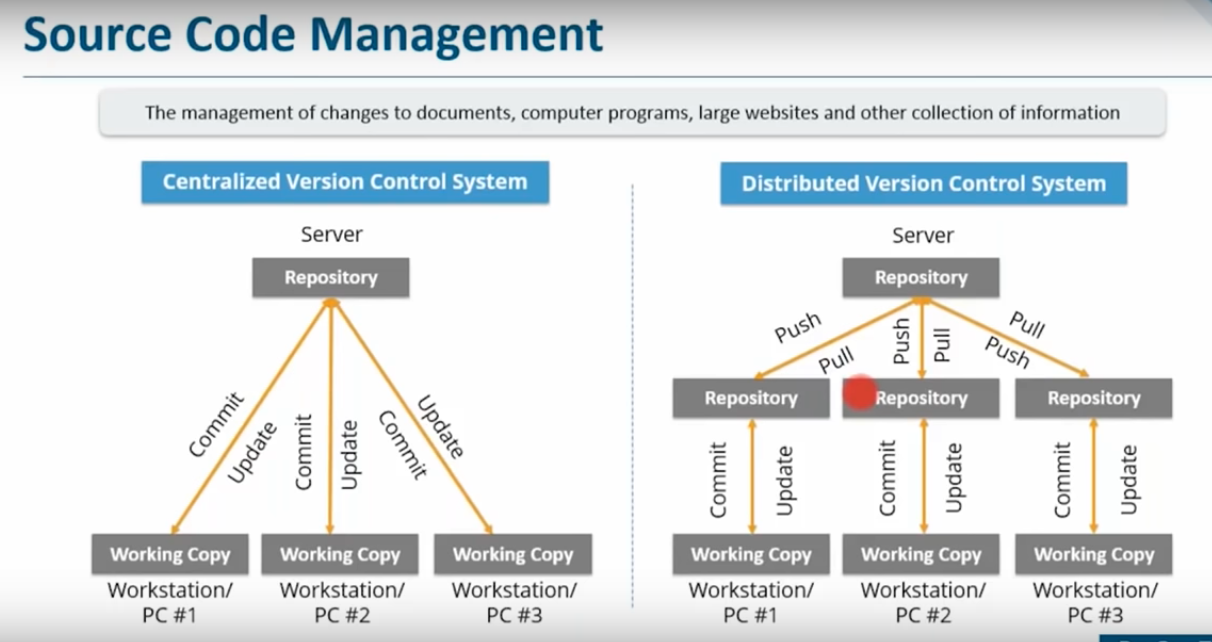 Source Code Management
The management of changes to documents, computer programs, large websites and other collection of information
Centralized Version Control System
Server
Repository
Commit
Update
Commit
Update
Commit
Update
Working Copy
Working Copy
Working Copy
Workstation/
PC #1
Workstation/
PC #2
Workstation/
PC #3
Distributed Version Control System
Server
Repository
Push
Pull
Push
Pull
Pull
Push
Repository
Repository
Repository
Commit
Update
Commit
Update
Commit
Update
Working Copy
Working Copy
Working Copy
Workstation/
PC #1
Workstation/
PC #2
Workstation/
PC #3